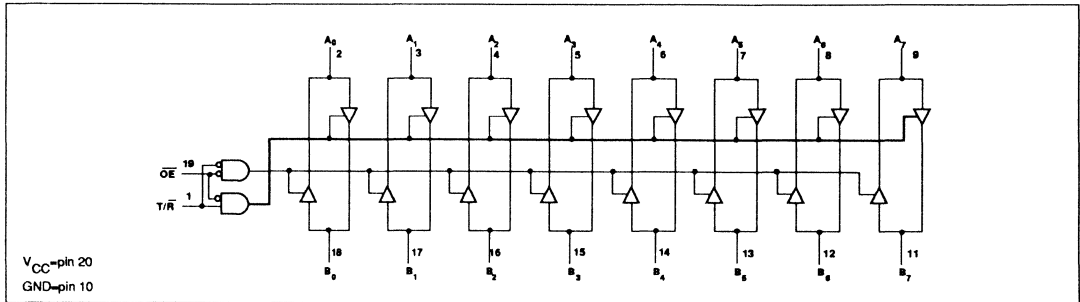 A0 A1 A2 A3 A4 A5 A6 A7
2 3 4 5 6 7 8 9
19
OE
1
T/R
18 17 16 15 14 13 12 11
B0 B1 B2 B3 B4 B5 B6 B7
VCC=pin 20
GND=pin 10